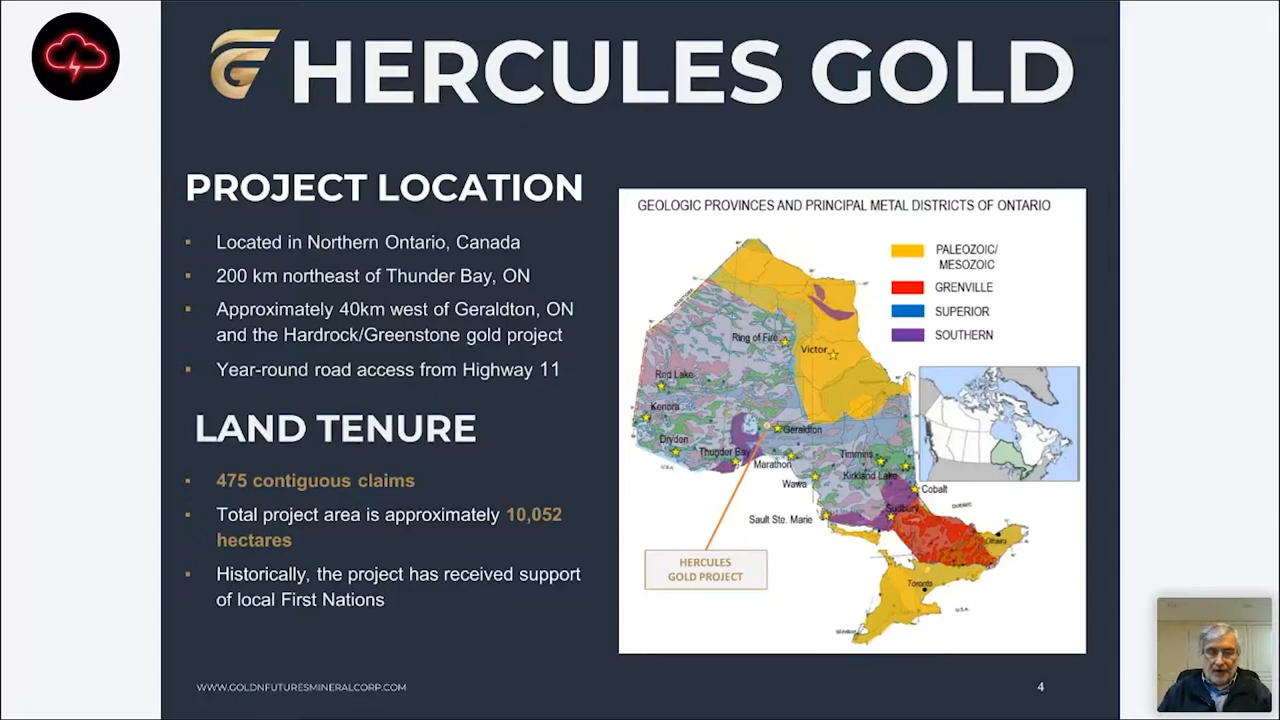 HERCULES GOLD
PROJECT LOCATION
▪ Located in Northern Ontario, Canada
▪ 200 km northeast of Thunder Bay, ON
▪ Approximately 40km west of Geraldton, ON
and the Hardrock/Greenstone gold project
▪ Year-round road access from Highway 11
LAND TENURE
▪ 475 contiguous claims
▪ Total project area is approximately 10,052
hectares
▪ Historically, the project has received support
of local First Nations
GEOLOGIC PROVINCES AND PRINCIPAL METAL DISTRICTS OF ONTARIO
PALEOZOIC/
MESOZOIC
GRENVILLE
SUPERIOR
SOUTHERN
Ring of Fire
Victor
Red Lake
Kenora
Geraldton
Dryden
Thunder Bay
Marathon
Timmins
Wawa
Kirkland Lake
Cobalt
Sudbury
QUEBEC
Sault Ste. Marie
Ottawa
HERCULES
GOLD PROJECT
Toronto
U.S.A.
U.S.A.
Windsor
WWW.GOLDNFUTURESMINERALCORP.COM
4